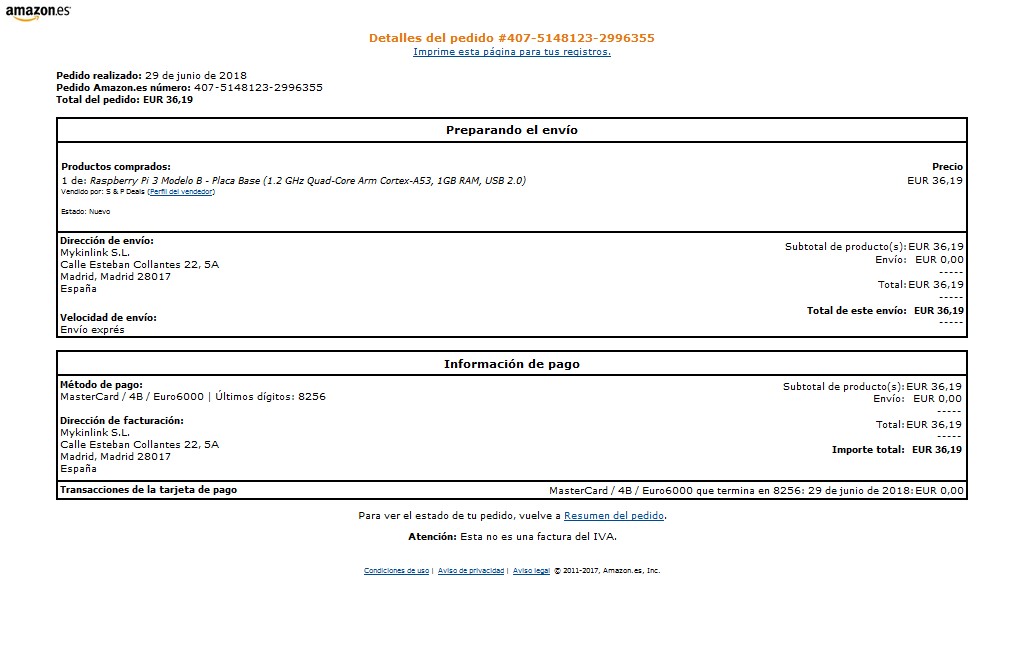 amazon.es
Detalles del pedido #407-5148123-2996355
Imprime esta página para tus registros.
Pedido realizado: 29 de junio de 2018
Pedido Amazon.es número: 407-5148123-2996355
Total del pedido: EUR 36,19
Preparando el envío
Productos comprados: Precio
1 de: Raspberry Pi 3 Modelo B - Placa Base (1.2 GHz Quad-Core Arm Cortex-A53, 1GB RAM, USB 2.0) EUR 36,19
Vendido por: S & P Deals (Perfil del vendedor)
Estado: Nuevo
Dirección de envío:
Mykinlink S.L.
Calle Esteban Collantes 22, 5A
Madrid, Madrid 28017
España
Velocidad de envío:
Envío exprés
Subtotal de producto(s): EUR 36,19
Envío: EUR 0,00
-----
Total: EUR 36,19
-----
Total de este envío: EUR 36,19
-----
Información de pago
Método de pago:
MasterCard / 4B / Euro6000 | Últimos dígitos: 8256
Dirección de facturación:
Mykinlink S.L.
Calle Esteban Collantes 22, 5A
Madrid, Madrid 28017
España
Subtotal de producto(s): EUR 36,19
Envío: EUR 0,00
-----
Total: EUR 36,19
-----
Importe total: EUR 36,19
Transacciones de la tarjeta de pago MasterCard / 4B / Euro6000 que termina en 8256: 29 de junio de 2018: EUR 0,00
Para ver el estado de tu pedido, vuelve a Resumen del pedido.
Atención: Esta no es una factura del IVA.
Condiciones de uso | Aviso de privacidad | Aviso legal © 2011-2017, Amazon.es, Inc.